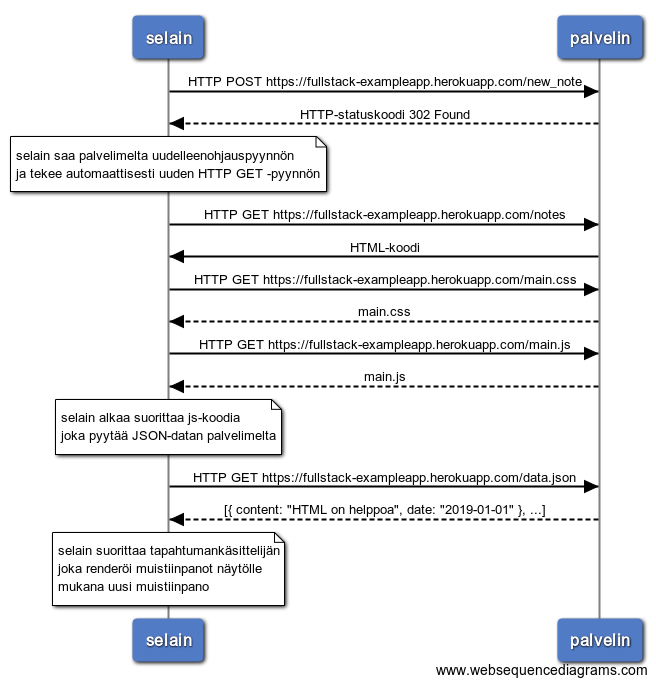 selain
palvelin
HTTP POST https://fullstack-exampleapp.herokuapp.com/new_note
HTTP-statuskoodi 302 Found
selain saa palvelimelta uudelleenohjauspyynnön
ja tekee automaattisesti uuden HTTP GET -pyynnön
HTTP GET https://fullstack-exampleapp.herokuapp.com/notes
HTML-koodi
HTTP GET https://fullstack-exampleapp.herokuapp.com/main.css
main.css
HTTP GET https://fullstack-exampleapp.herokuapp.com/main.js
main.js
selain alkaa suorittaa js-koodia
joka pyytää JSON-datan palvelimelta
HTTP GET https://fullstack-exampleapp.herokuapp.com/data.json
[{ content: "HTML on helppoa", date: "2019-01-01" }, ...]
selain suorittaa tapahtumankäsittelijän
joka renderöi muistiinpanot näytölle
mukana uusi muistiinpano
selain
palvelin
www.websequencediagrams.com